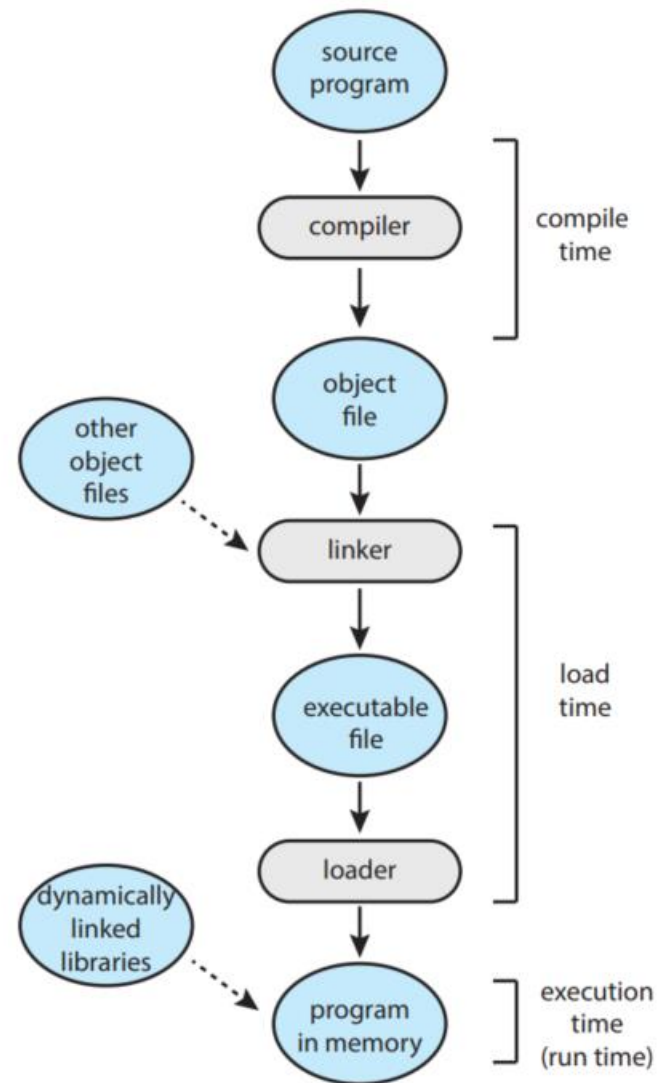 source
program
compiler
compile
time
object
file
other
object
files
linker
load
time
executable
file
loader
dynamically
linked
libraries
program
in memory
execution
time
(run time)